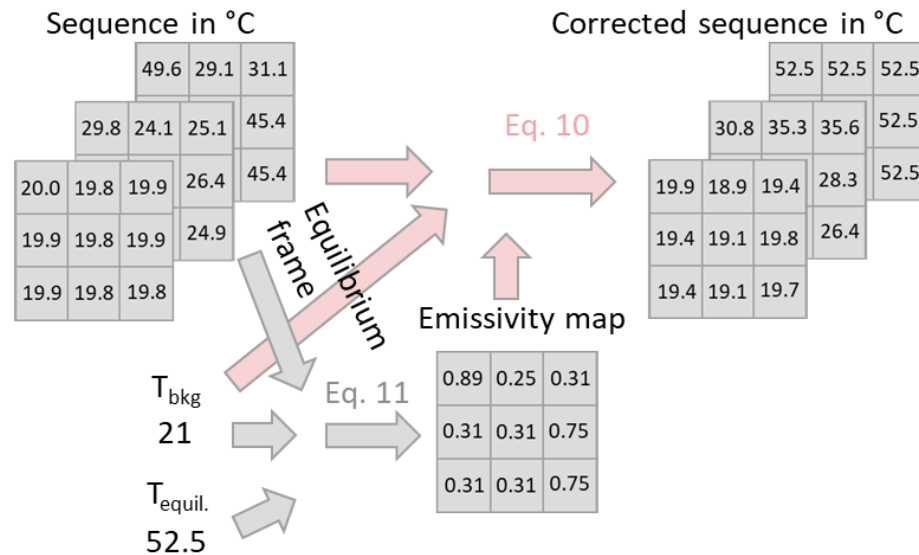 Sequence in °C
Corrected sequence in °C
49.6 29.1 31.1
45.4
45.4
29.8 24.1 25.1
26.4
24.9
20.0 19.8 19.9
19.9 19.8 19.9
19.9 19.8 19.8
Eq. 10
52.5 52.5 52.5
52.5
52.5
30.8 35.3 35.6
28.3
26.4
19.9 18.9 19.4
19.4 19.1 19.8
19.4 19.1 19.7
Equilibrium
frame
Emissivity map
0.89 0.25 0.31
0.31 0.31 0.75
0.31 0.31 0.75
Tbkg
21
Eq. 11
Tequil.
52.5